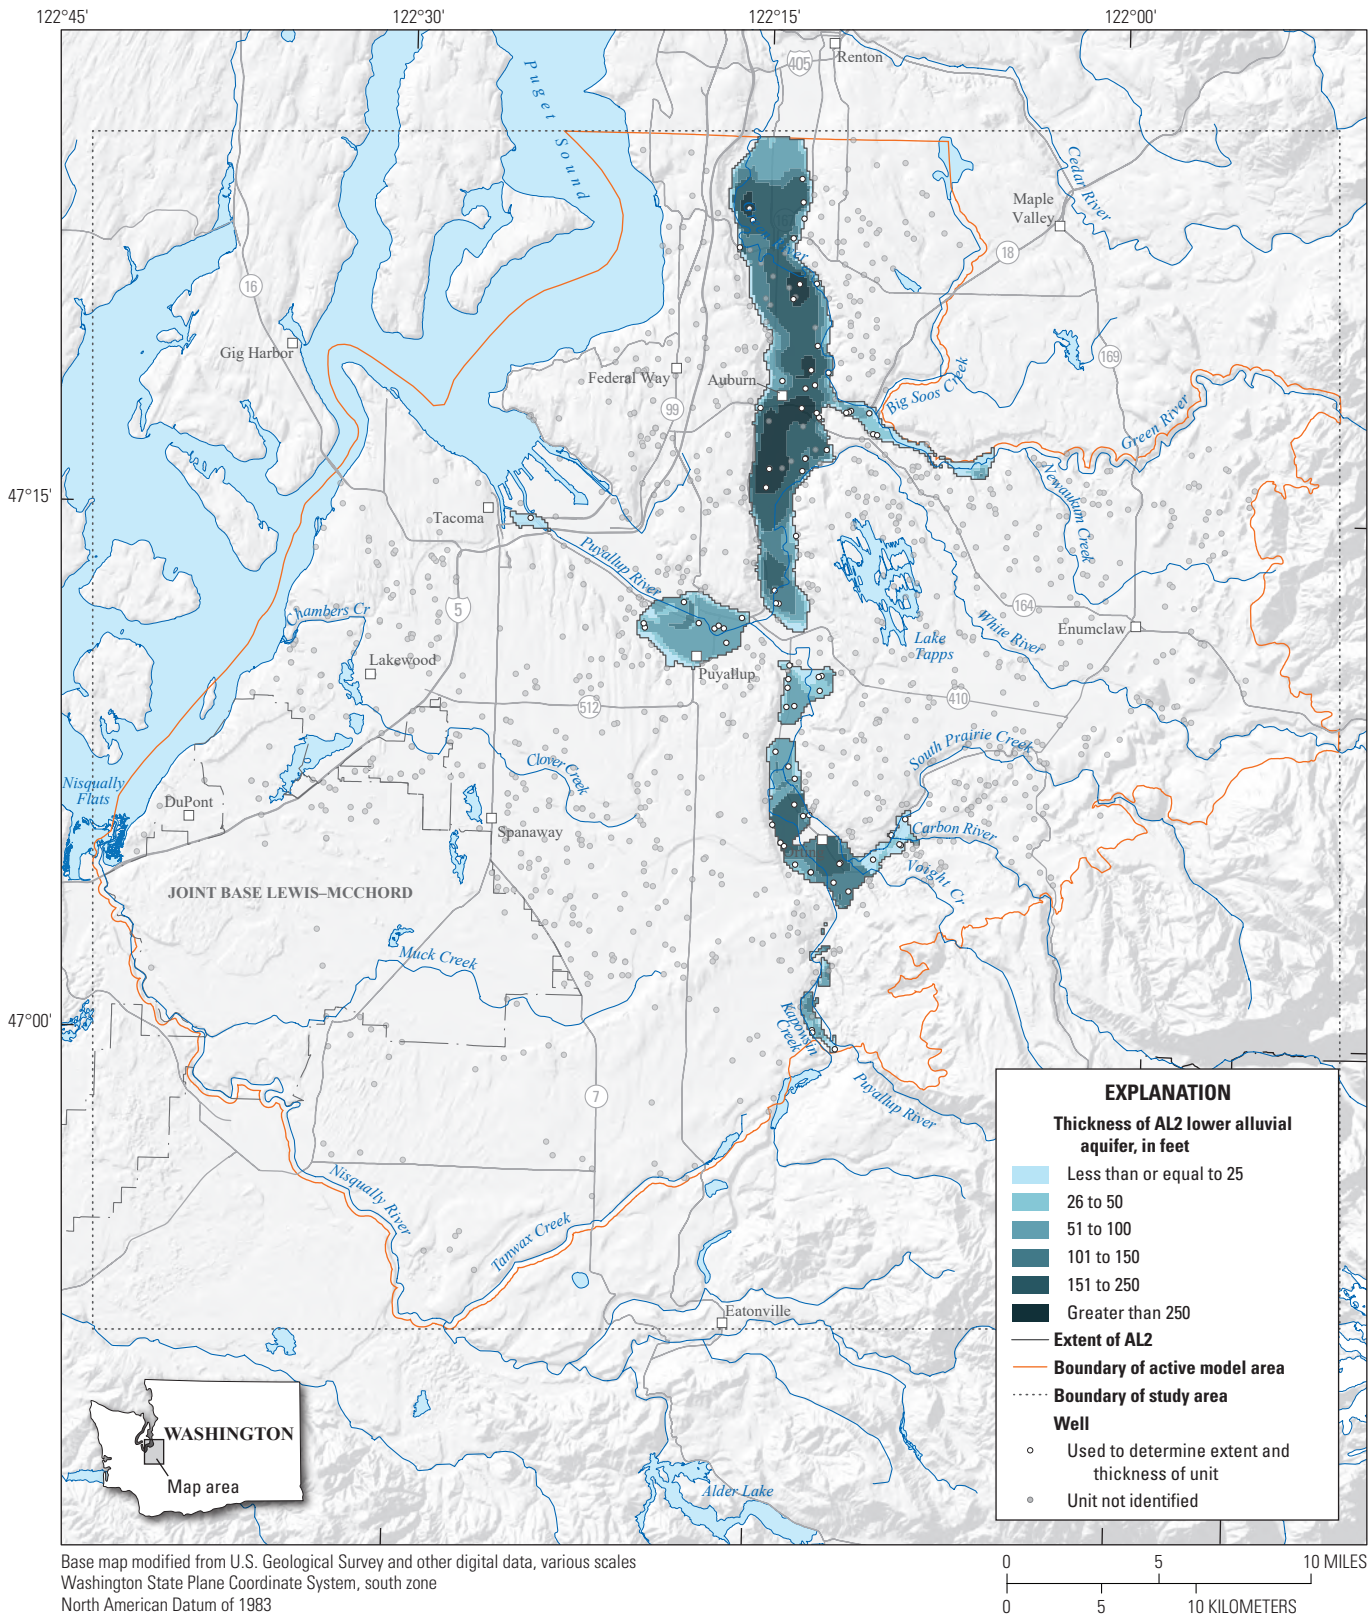 122°45'
122°30'
122°15'
122°00'
405
Renton
Puget Sound
Cedar River
Maple
Valley
18
16
167
River
Gig Harbor
169
Federal Way
Auburn
Big Soos Creek
99
Green River
47°15'
Newaukum Creek
Tacoma
Puyallup River
Chambers Cr
5
164
White River
Enumclaw
Lake
Tapps
Lakewood
Puyallup
512
410
South Prairie Creek
Clover Creek
Nisqually
Flats
DuPont
Spanaway
Carbon River
Orting
Voight Cr
JOINT BASE LEWIS–MCCHORD
Muck Creek
47°00'
Kapowsin
Creek
Puyallup River
7
Nisqually River
Tanwax Creek
Eatonville
Alder Lake
WASHINGTON
Map area
EXPLANATION
Thickness of AL2 lower alluvial
aquifer, in feet
Less than or equal to 25
26 to 50
51 to 100
101 to 150
151 to 250
Greater than 250
Extent of AL2
Boundary of active model area
Boundary of study area
Well
Used to determine extent and
thickness of unit
Unit not identified
Base map modified from U.S. Geological Survey and other digital data, various scales
Washington State Plane Coordinate System, south zone
North American Datum of 1983
0 5 10 MILES
0 5 10 KILOMETERS